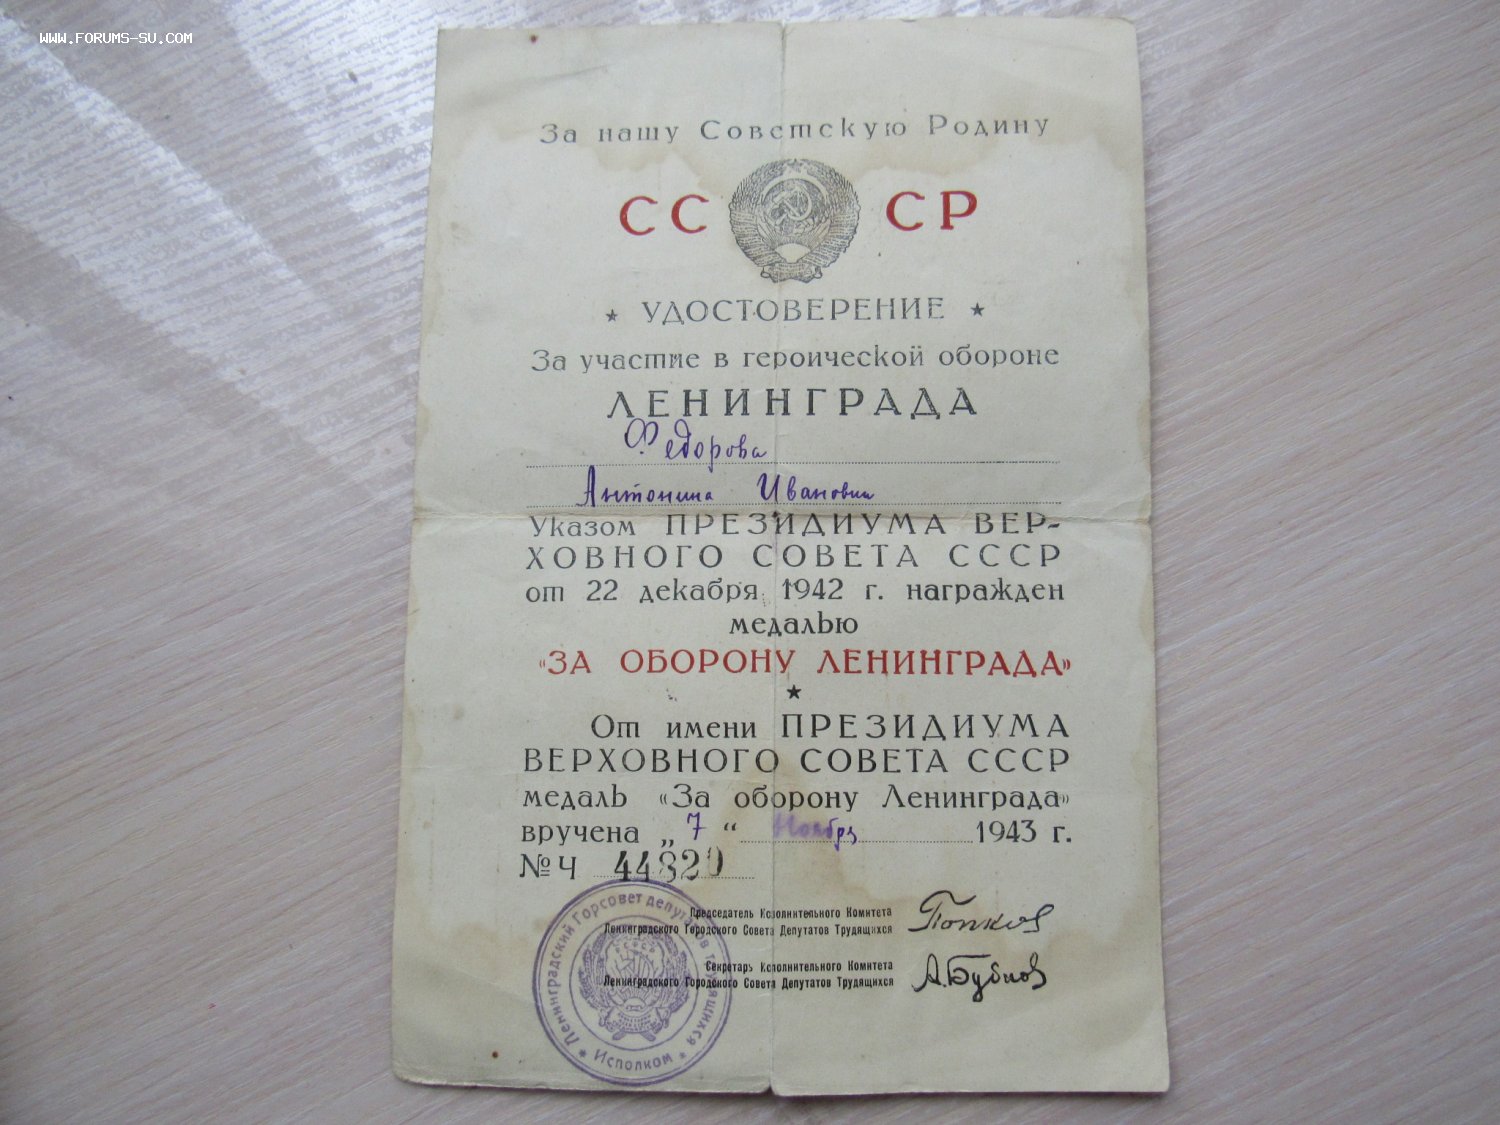 WWW.FORUMS-SU.COM
За нашу Советскую Родину
СССР
★ УДОСТОВЕРЕНИЕ ★
За участие в героической обороне
ЛЕНИНГРАДА
Федорова
Антонина Ивановна
Указом ПРЕЗИДИУМА ВЕР-
ХОВНОГО СОВЕТА СССР
от 22 декабря 1942 г. награжден
медалью
«ЗА ОБОРОНУ ЛЕНИНГРАДА»
★
От имени ПРЕЗИДИУМА
ВЕРХОВНОГО СОВЕТА СССР
медаль «За оборону Ленинграда»
вручена „7“ Ноября 1943 г.
№ Ч 44820
Председатель Исполнительного Комитета
Ленинградского Городского Совета Депутатов Трудящихся
Попков
Секретарь Исполнительного Комитета
Ленинградского Городского Совета Депутатов Трудящихся
А.Бубнов
Ленинградский Горсовет депутатов трудящихся
★ Исполком ★